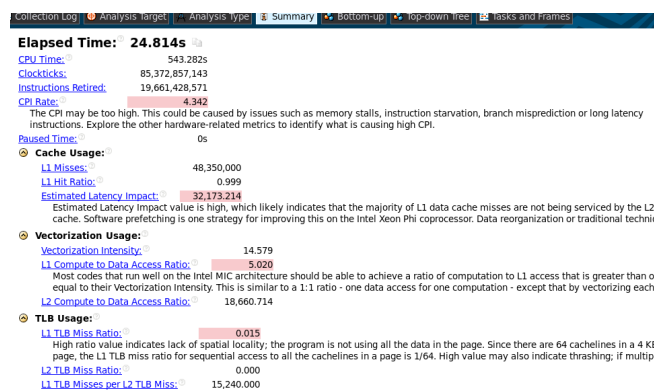 Collection Log Analysis Target Analysis Type Summary Bottom-up Top-down Tree Tasks and Frames
Elapsed Time: 24.814s
CPU Time: 543.282s
Clockticks: 85,372,857,143
Instructions Retired: 19,661,428,571
CPI Rate: 4.342
The CPI may be too high. This could be caused by issues such as memory stalls, instruction starvation, branch misprediction or long latency
instructions. Explore the other hardware-related metrics to identify what is causing high CPI.
Paused Time: 0s
Cache Usage:
L1 Misses: 48,350,000
L1 Hit Ratio: 0.999
Estimated Latency Impact: 32,173.214
Estimated Latency Impact value is high, which likely indicates that the majority of L1 data cache misses are not being serviced by the L2
cache. Software prefetching is one strategy for improving this on the Intel Xeon Phi coprocessor. Data reorganization or traditional techni
Vectorization Usage:
Vectorization Intensity: 14.579
L1 Compute to Data Access Ratio: 5.020
Most codes that run well on the Intel MIC architecture should be able to achieve a ratio of computation to L1 access that is greater than o
equal to their Vectorization Intensity. This is similar to a 1:1 ratio - one data access for one computation - except that by vectorizing each
L2 Compute to Data Access Ratio: 18,660.714
TLB Usage:
L1 TLB Miss Ratio: 0.015
High ratio value indicates lack of spatial locality; the program is not using all the data in the page. Since there are 64 cachelines in a 4 KB
page, the L1 TLB miss ratio for sequential access to all the cachelines in a page is 1/64. High value may also indicate thrashing; if multip
L2 TLB Miss Ratio: 0.000
L1 TLB Misses per L2 TLB Miss: 15,240.000